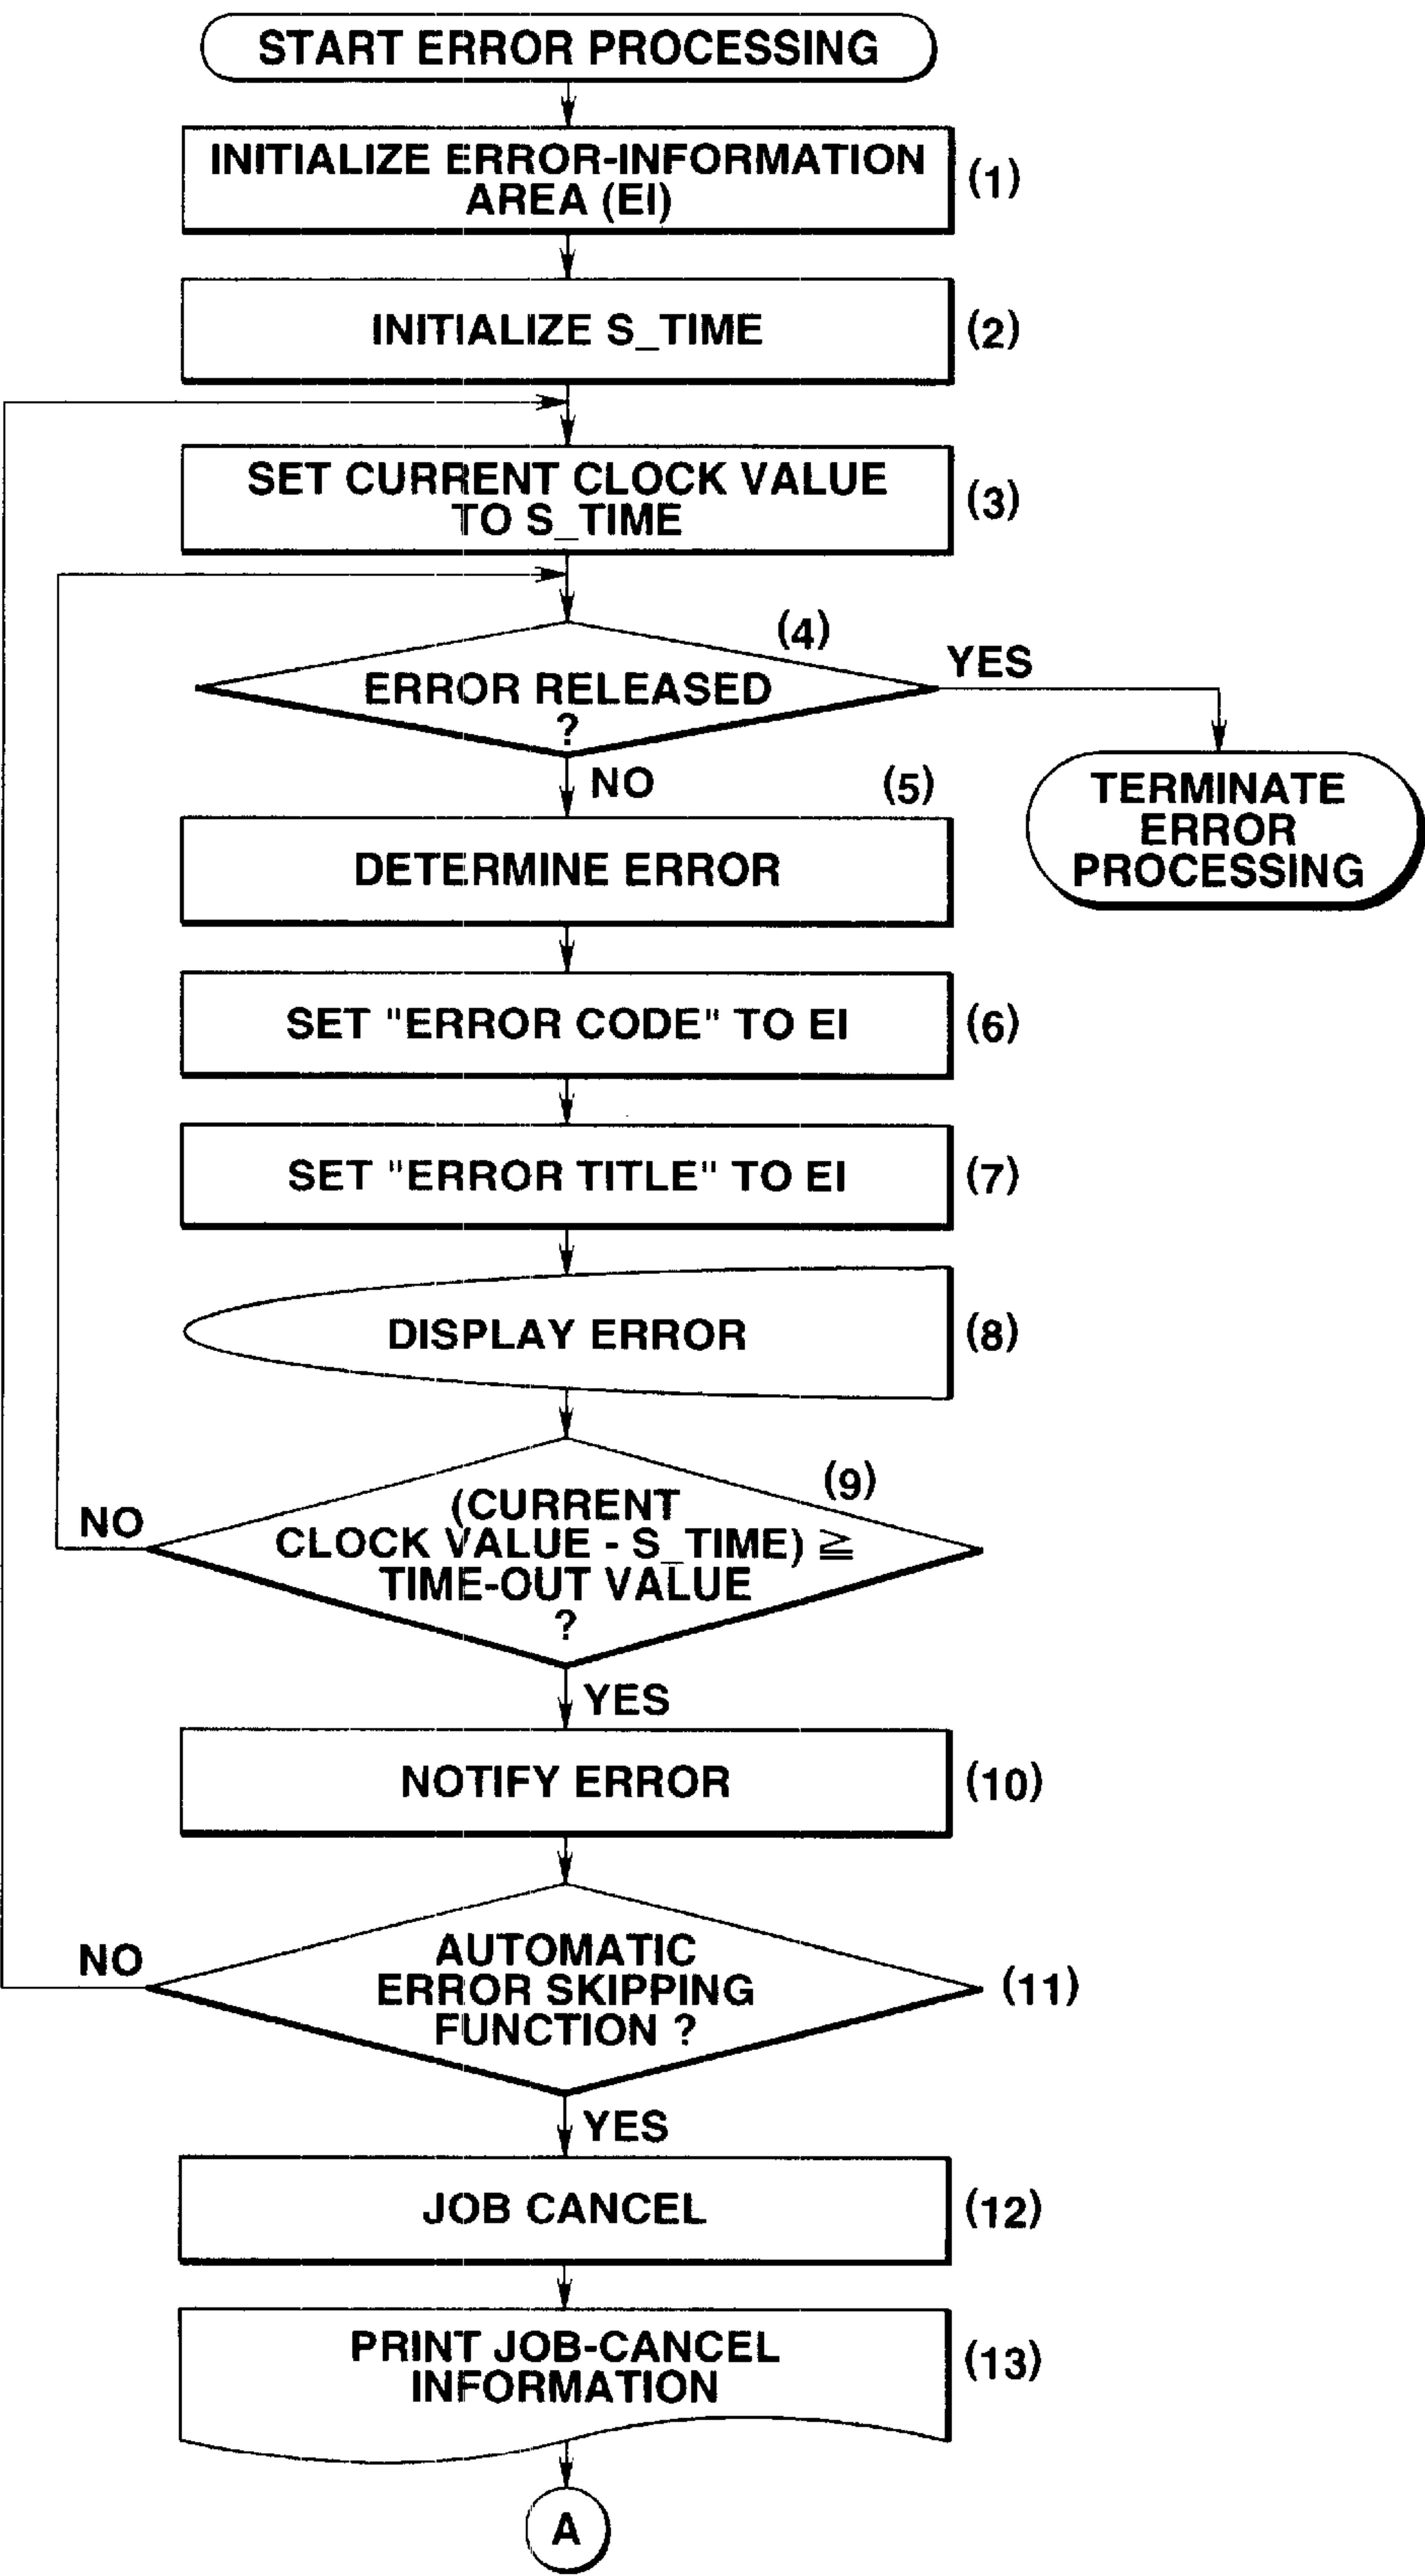 START ERROR PROCESSING
INITIALIZE ERROR-INFORMATION
AREA (EI)
(1)
INITIALIZE S_TIME
(2)
SET CURRENT CLOCK VALUE
TO S_TIME
(3)
(4)
ERROR RELEASED
?
YES
NO
TERMINATE
ERROR
PROCESSING
(5)
DETERMINE ERROR
SET "ERROR CODE" TO EI
(6)
SET "ERROR TITLE" TO EI
(7)
DISPLAY ERROR
(8)
(9)
(CURRENT
CLOCK VALUE - S_TIME) ≧
TIME-OUT VALUE
?
NO
YES
NOTIFY ERROR
(10)
AUTOMATIC
ERROR SKIPPING
FUNCTION ?
(11)
NO
YES
JOB CANCEL
(12)
PRINT JOB-CANCEL
INFORMATION
(13)
A